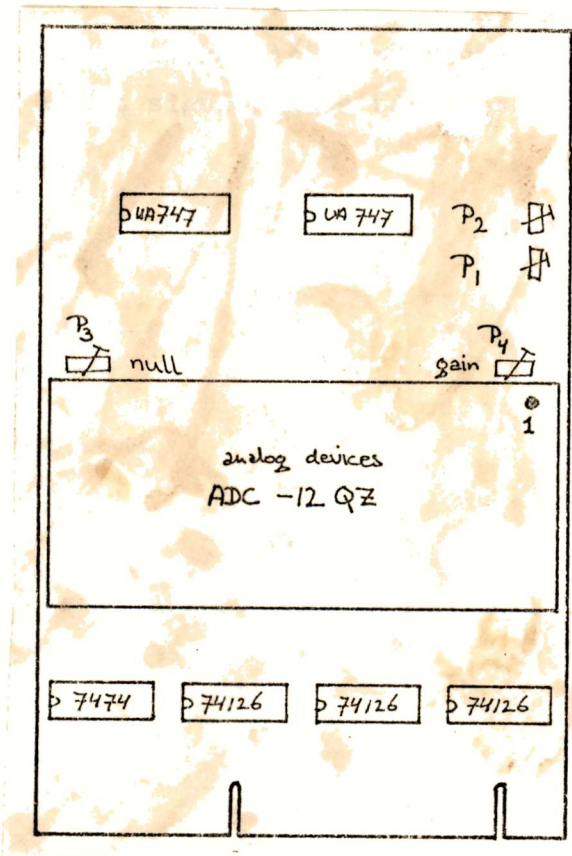 UA747 UA 747 P2
P1
P3 P4
null gain
1
analog devices
ADC -12 QZ
7474 74126 74126 74126